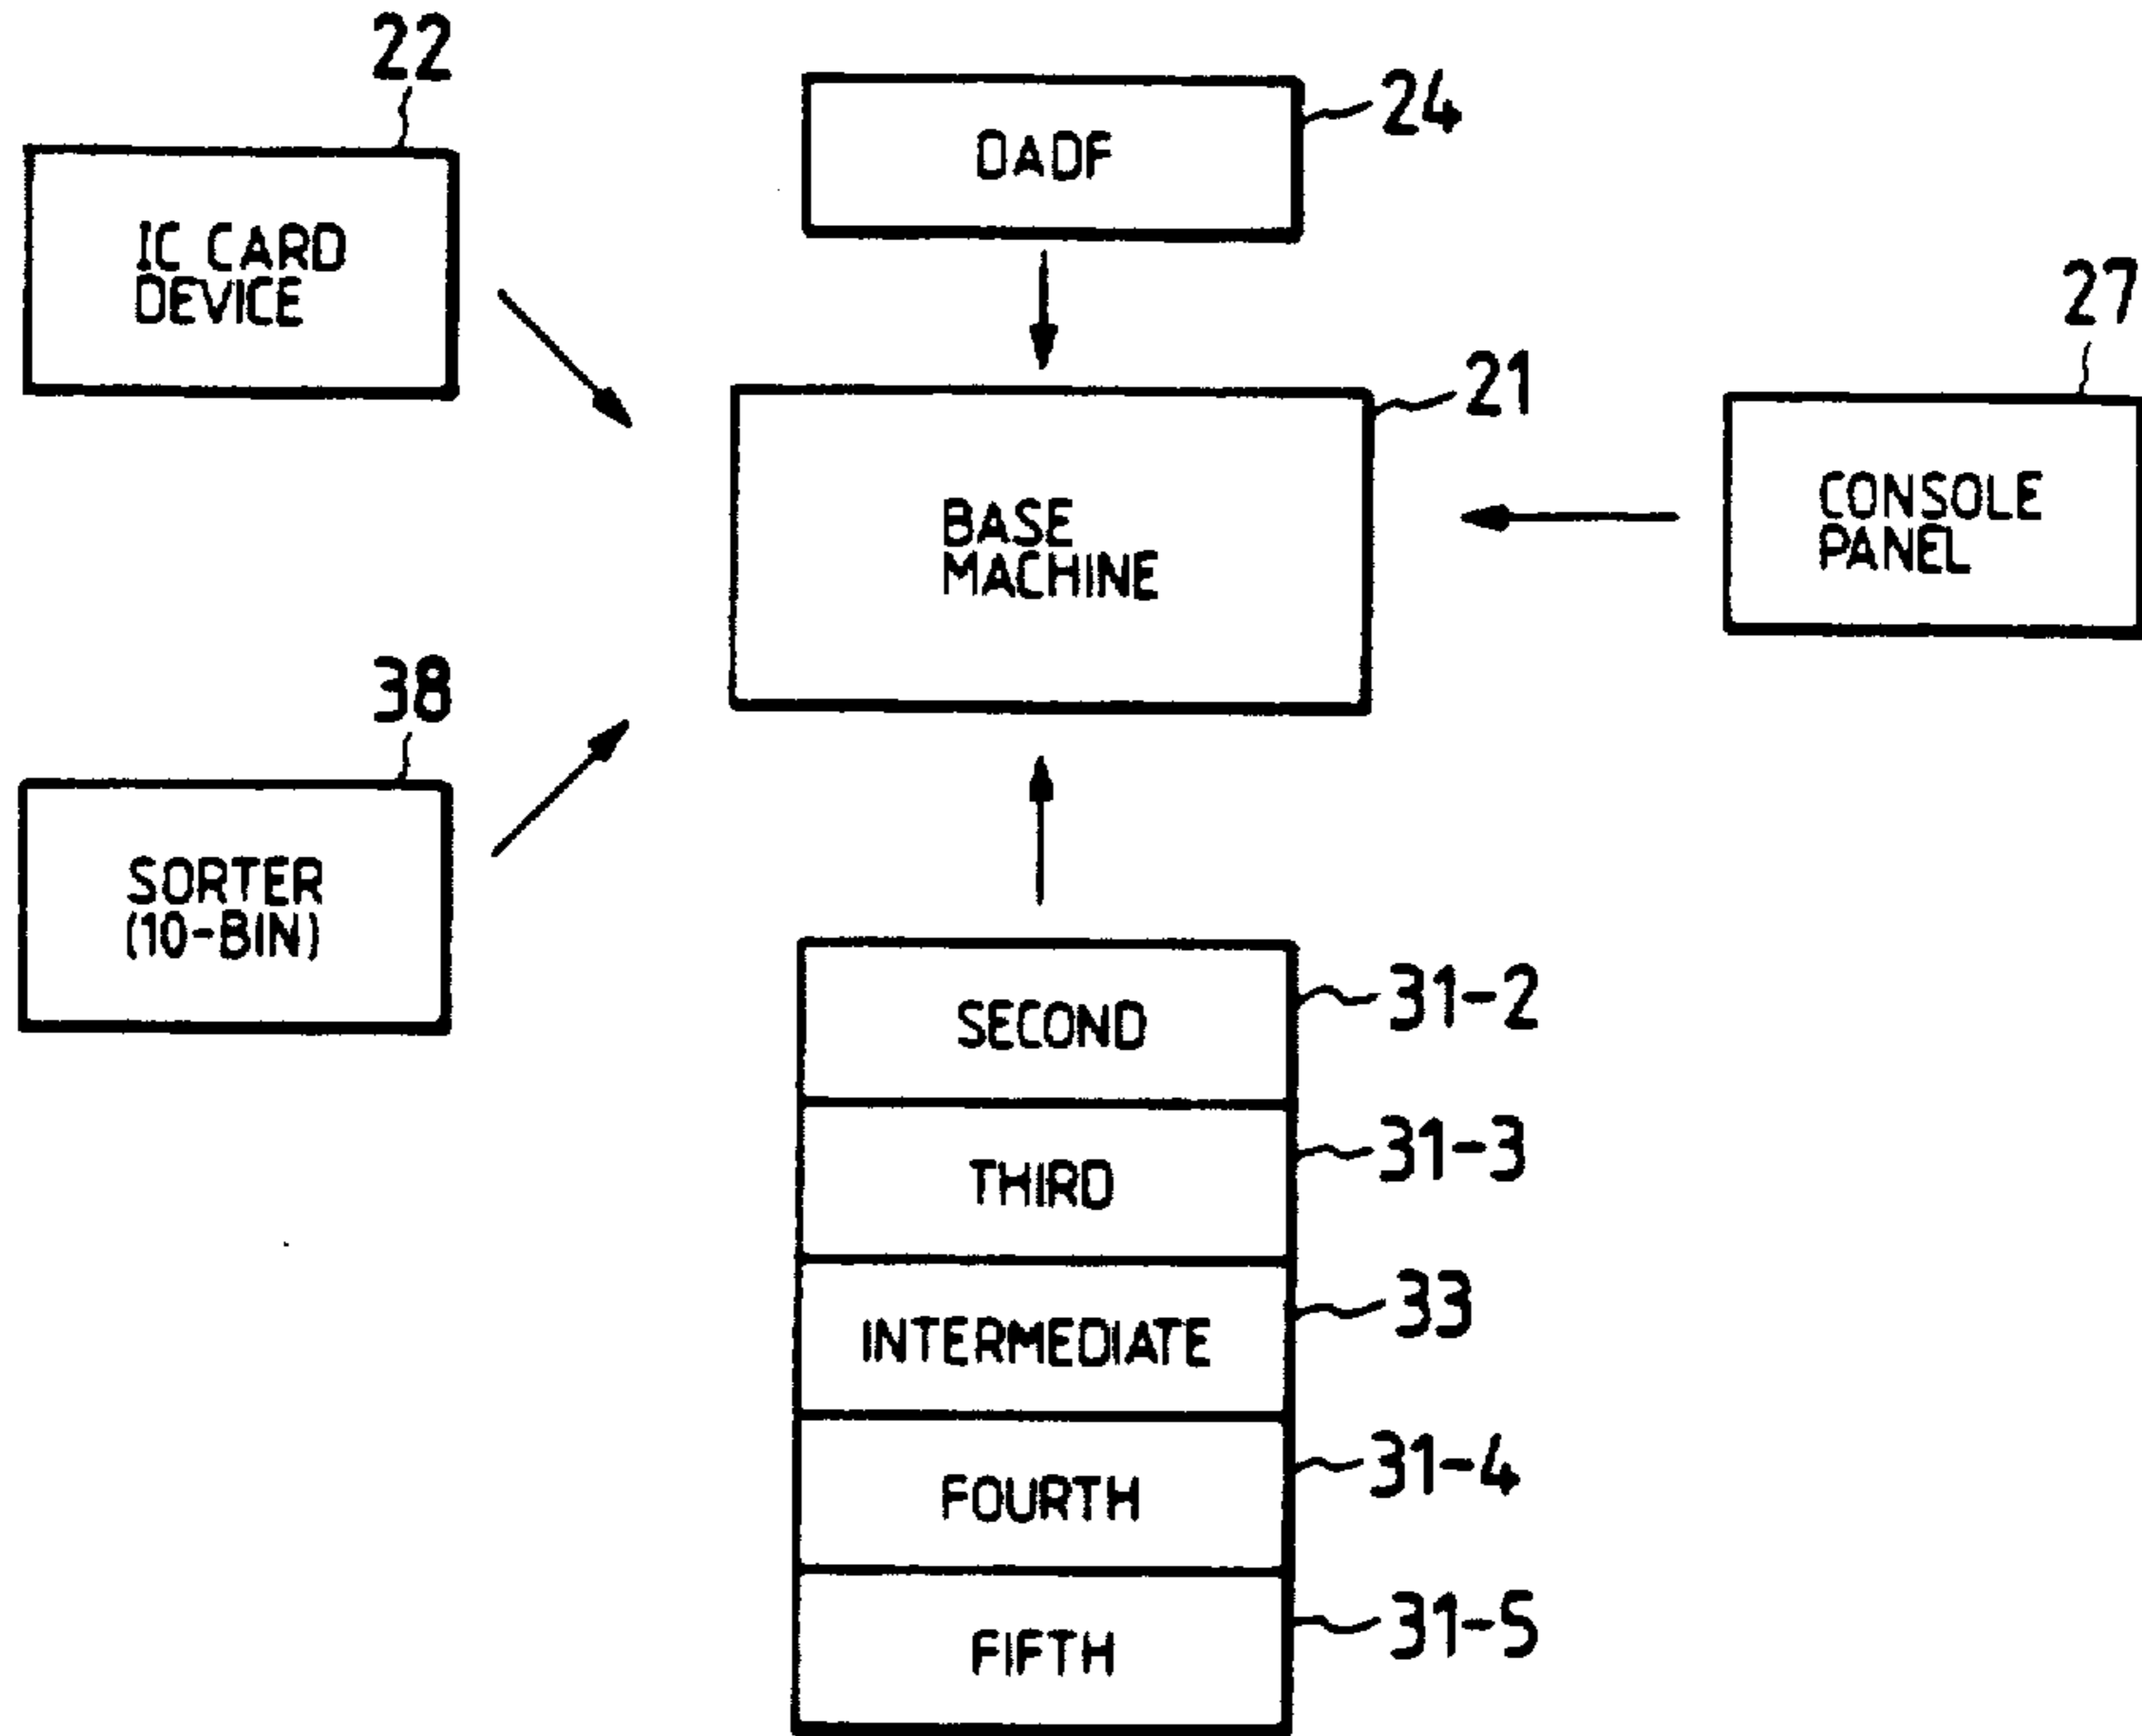 22
24
DADF
IC CARD
DEVICE
27
21
CONSOLE
PANEL
BASE
MACHINE
38
SORTER
(10-BIN)
SECOND
31-2
THIRD
31-3
INTERMEDIATE
33
FOURTH
31-4
FIFTH
31-5